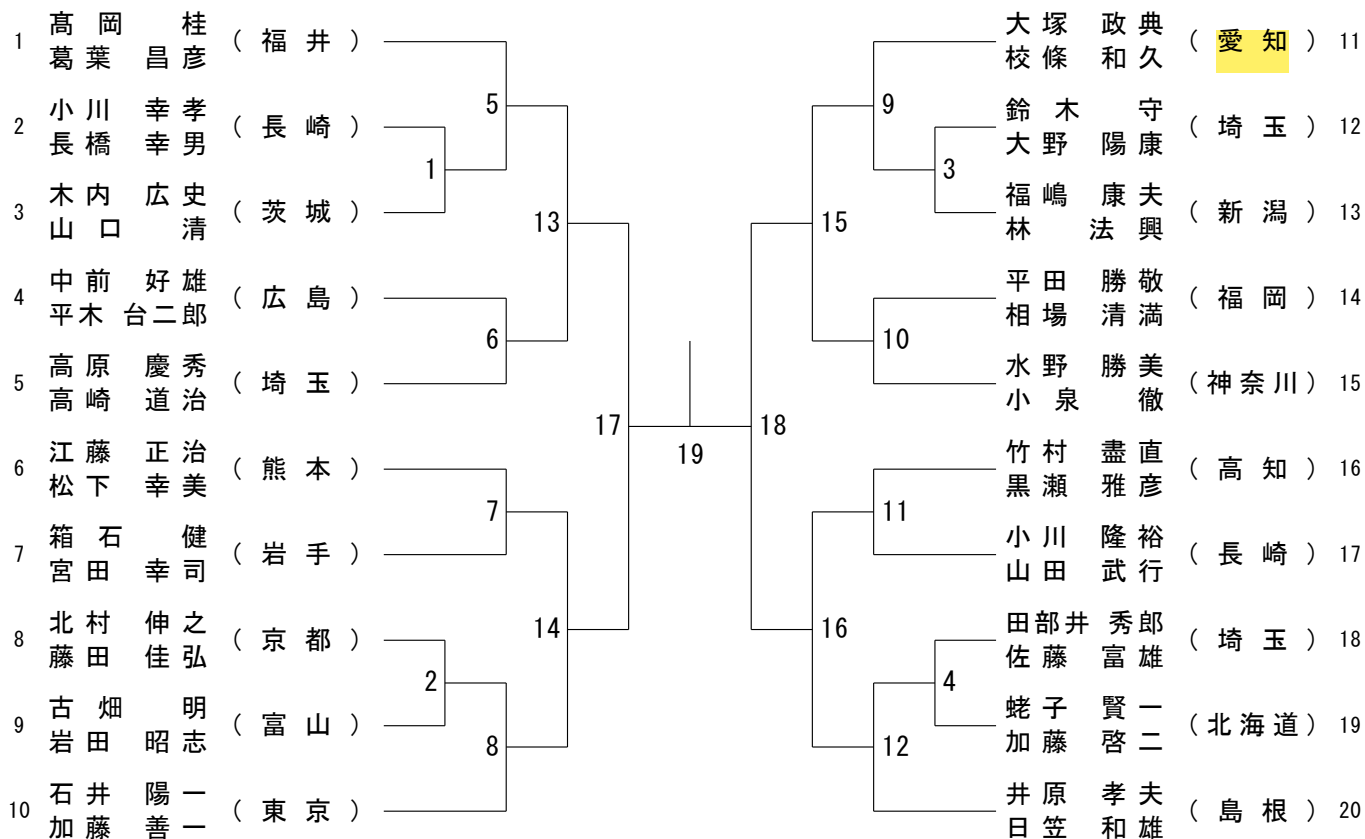 1 髙岡 桂
葛葉 昌彦 (福井)
2 小川 幸孝
長橋 幸男 (長崎)
3 木内 広史
山口 清 (茨城)
4 中前 好雄
平木 台二郎 (広島)
5 高原 慶秀
高崎 道治 (埼玉)
6 江藤 正治
松下 幸美 (熊本)
7 箱石 健
宮田 幸司 (岩手)
8 北村 伸之
藤田 佳弘 (京都)
9 古畑 明
岩田 昭志 (富山)
10 石井 陽一
加藤 善一 (東京)
5
1
13
6
17
7
14
2
8
19
9
3
15
10
18
11
16
4
12
大塚 政典
校條 和久 (愛知) 11
鈴木 守
大野 陽康 (埼玉) 12
福嶋 康夫
林 法興 (新潟) 13
平田 勝敬
相場 清満 (福岡) 14
水野 勝美
小泉 徹 (神奈川) 15
竹村 盡直
黒瀬 雅彦 (高知) 16
小川 隆裕
山田 武行 (長崎) 17
田部井 秀郎
佐藤 富雄 (埼玉) 18
蛯子 賢一
加藤 啓二 (北海道) 19
井原 孝夫
日笠 和雄 (島根) 20